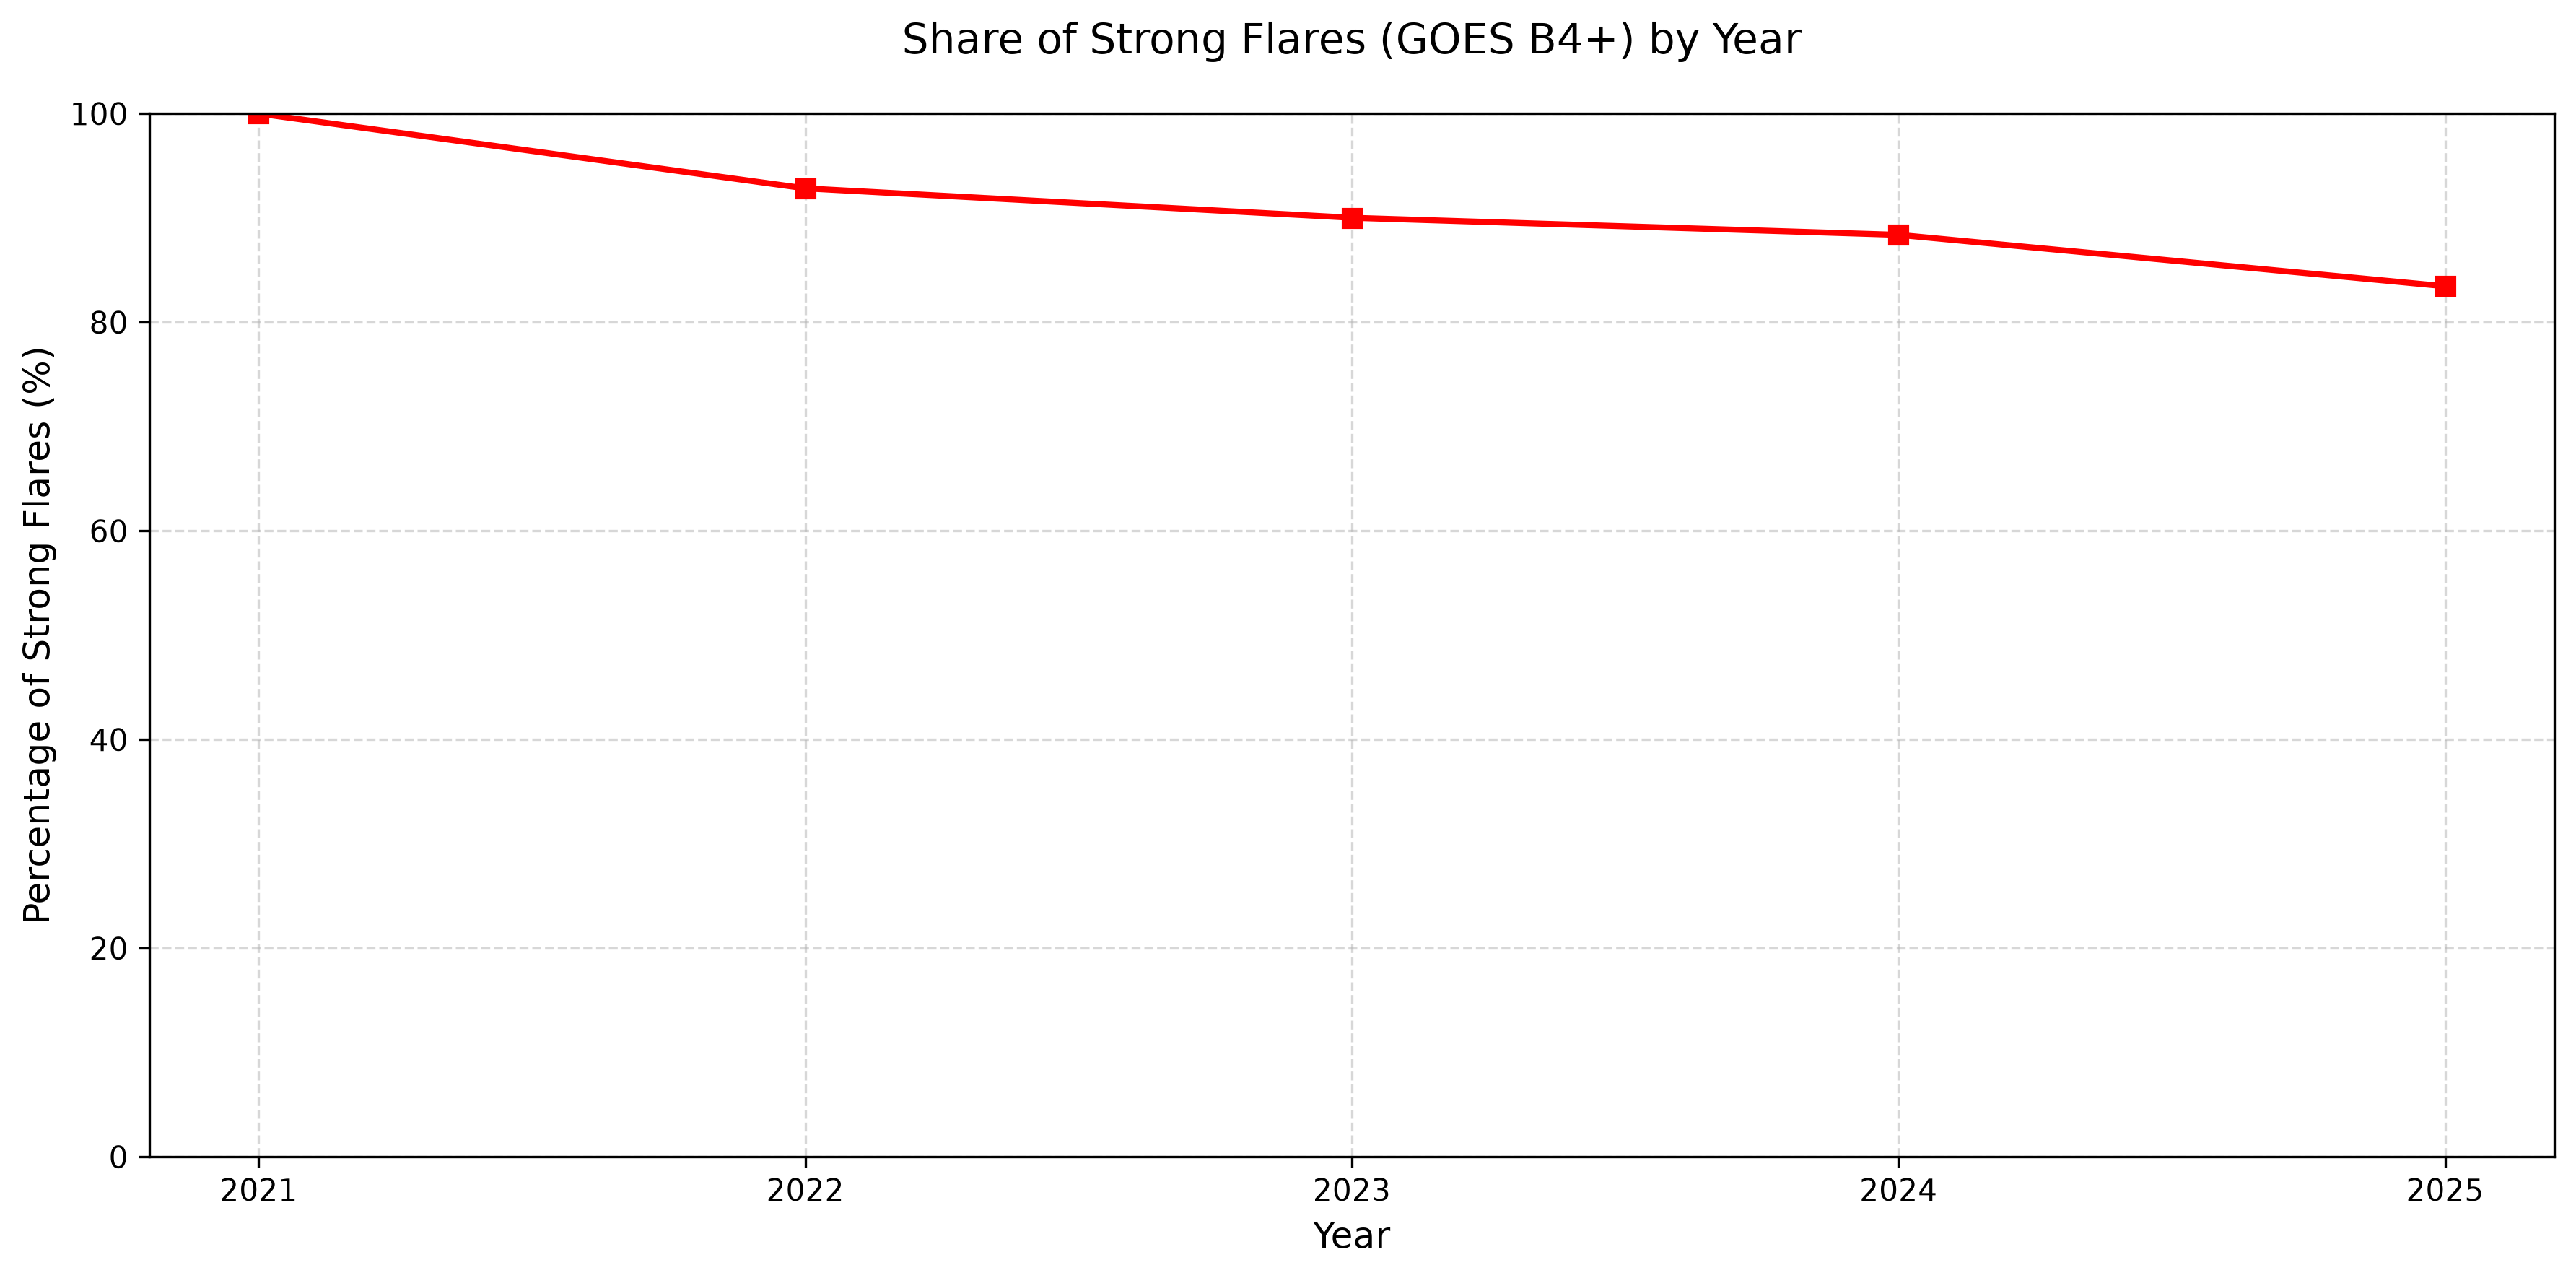 Share of Strong Flares (GOES B4+) by Year
Percentage of Strong Flares (%)
100
80
60
40
20
0
2021 2022 2023 2024 2025
Year